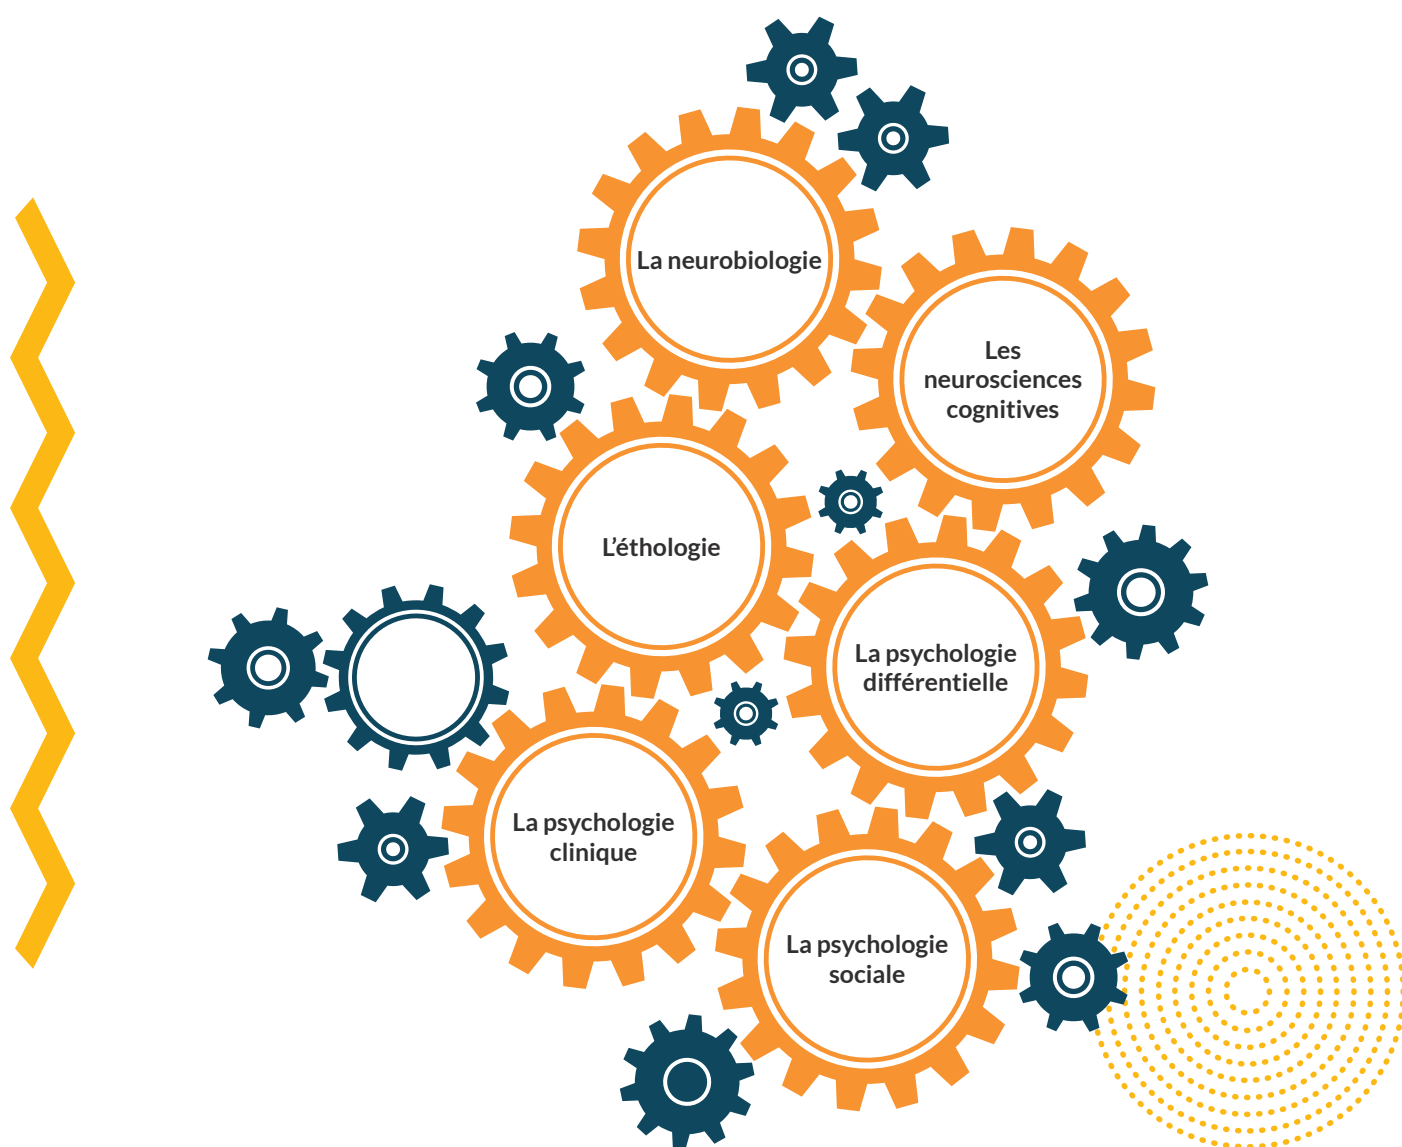 La neurobiologie
Les
neurosciences
cognitives
L’éthologie
La psychologie
différentielle
La psychologie
clinique
La psychologie
sociale